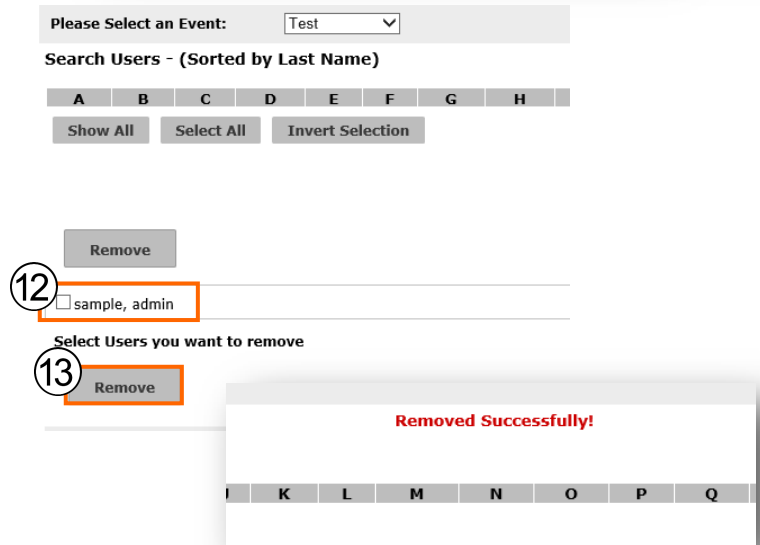 Please Select an Event: Test
Search Users - (Sorted by Last Name)
A B C D E F G H
Show All Select All Invert Selection
Remove
12
sample, admin
Select Users you want to remove
13
Remove
Removed Successfully!
K L M N O P Q